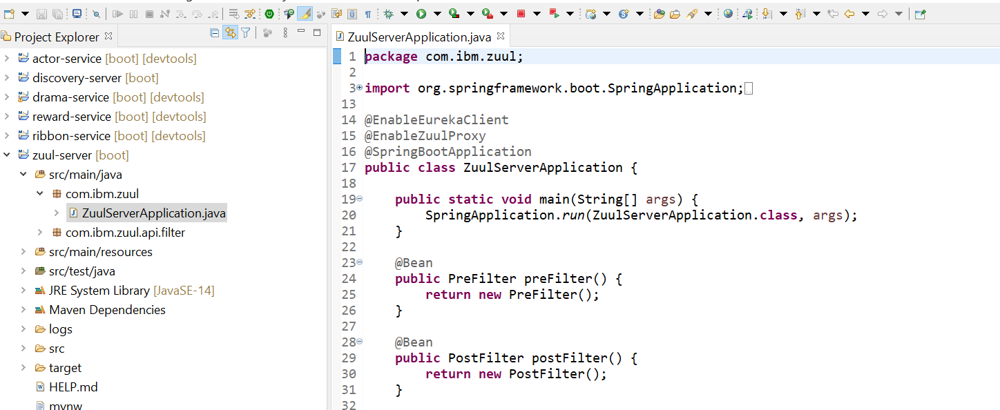 Project Explorer
actor-service [boot] [devtools]
discovery-server [boot]
drama-service [boot] [devtools]
reward-service [boot] [devtools]
ribbon-service [boot] [devtools]
zuul-server [boot]
src/main/java
com.ibm.zuul
ZuulServerApplication.java
com.ibm.zuul.api.filter
src/main/resources
src/test/java
JRE System Library [JavaSE-14]
Maven Dependencies
logs
src
target
HELP.md
mvnw
ZuulServerApplication.java
1 package com.ibm.zuul;
2
3 import org.springframework.boot.SpringApplication;
13
14 @EnableEurekaClient
15 @EnableZuulProxy
16 @SpringBootApplication
17 public class ZuulServerApplication {
18
19 public static void main(String[] args) {
20 SpringApplication.run(ZuulServerApplication.class, args);
21 }
22
23 @Bean
24 public PreFilter preFilter() {
25 return new PreFilter();
26 }
27
28 @Bean
29 public PostFilter postFilter() {
30 return new PostFilter();
31 }
32